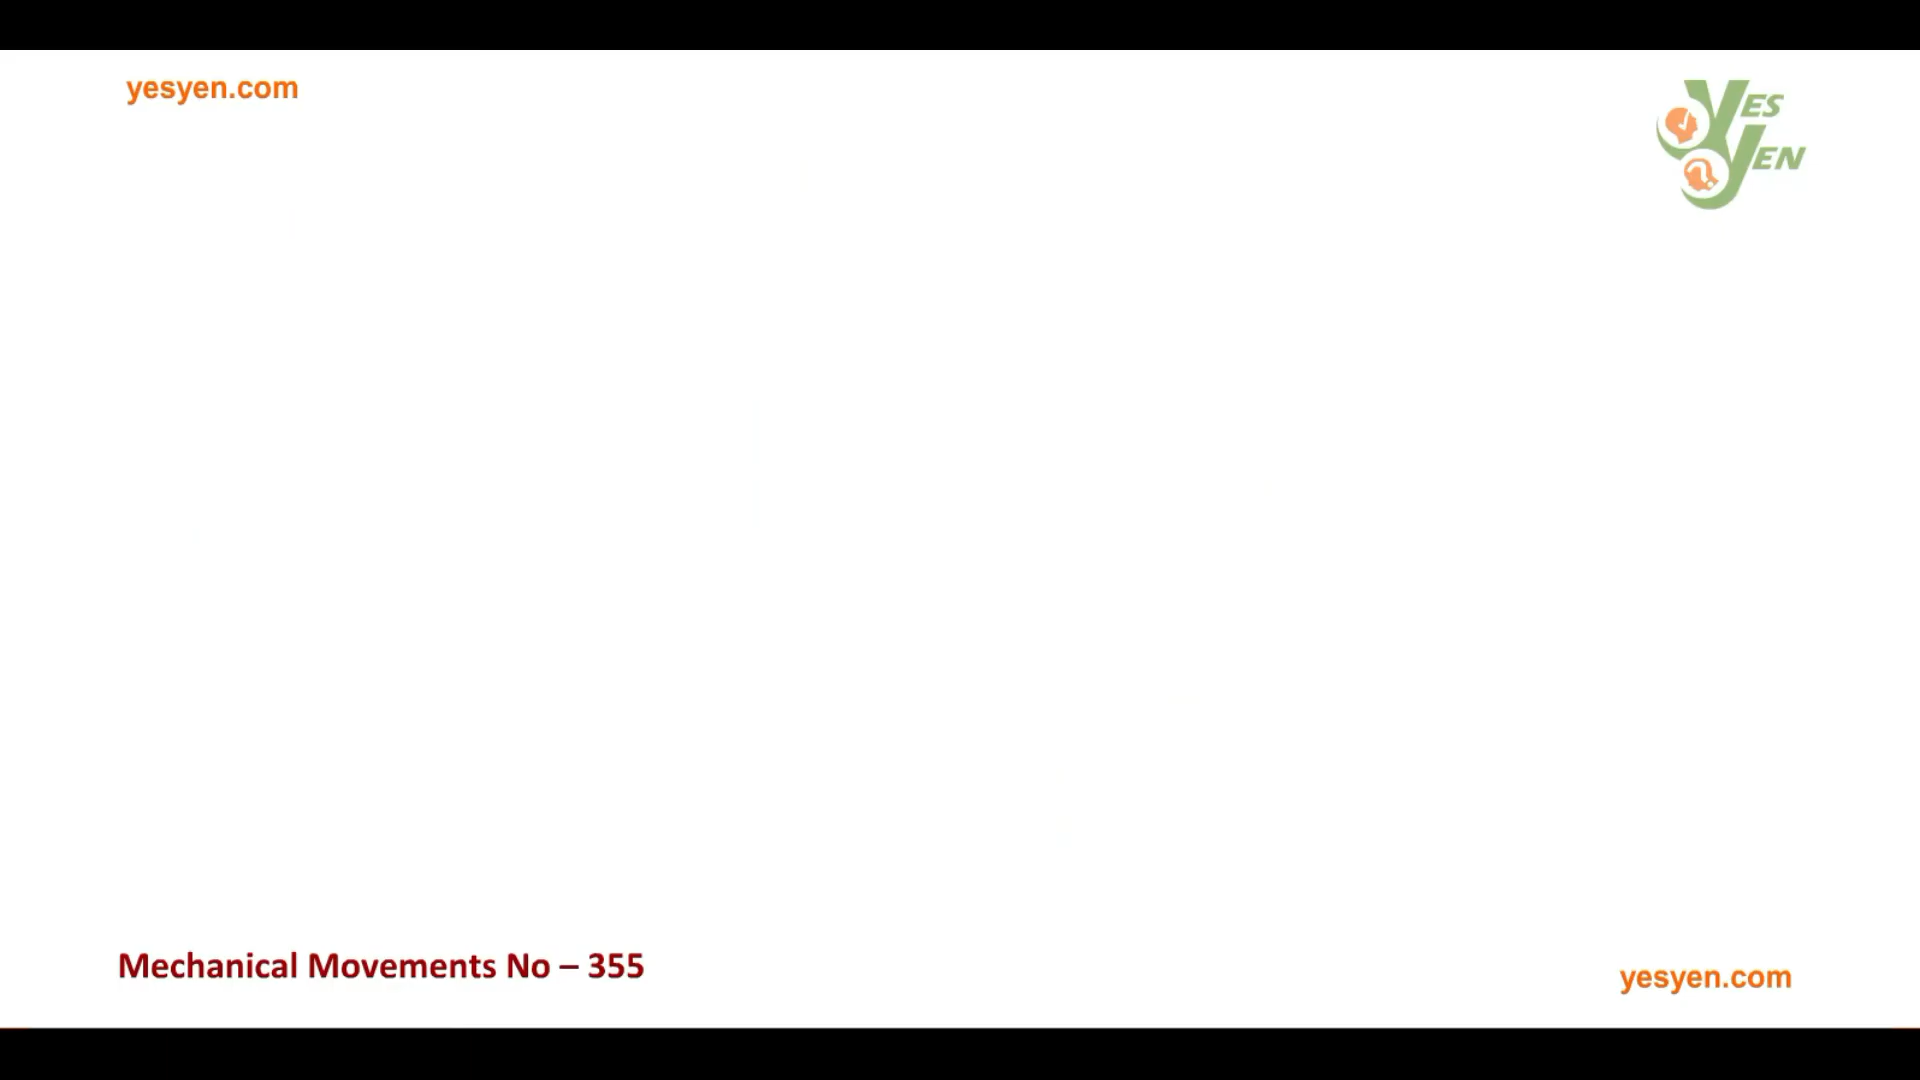 yesyen.com
YES
YEN
Mechanical Movements No – 355
yesyen.com